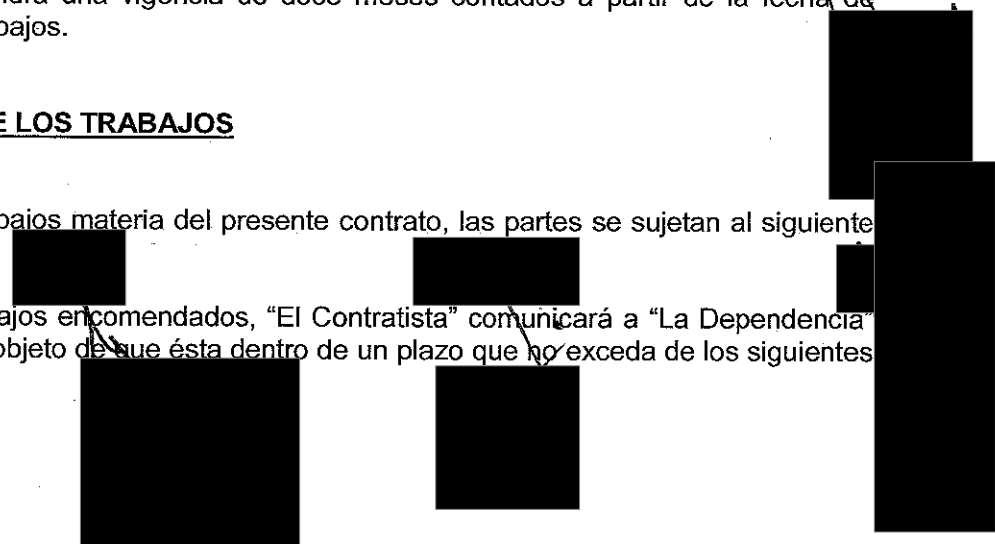 una vigencia de doce meses contados a partir de la fecha de
bajos.
E LOS TRABAJOS
bajos materia del presente contrato, las partes se sujetan al siguiente
ajos encomendados, “El Contratista” comunicará a “La Dependencia”
objeto de que ésta dentro de un plazo que no exceda de los siguientes